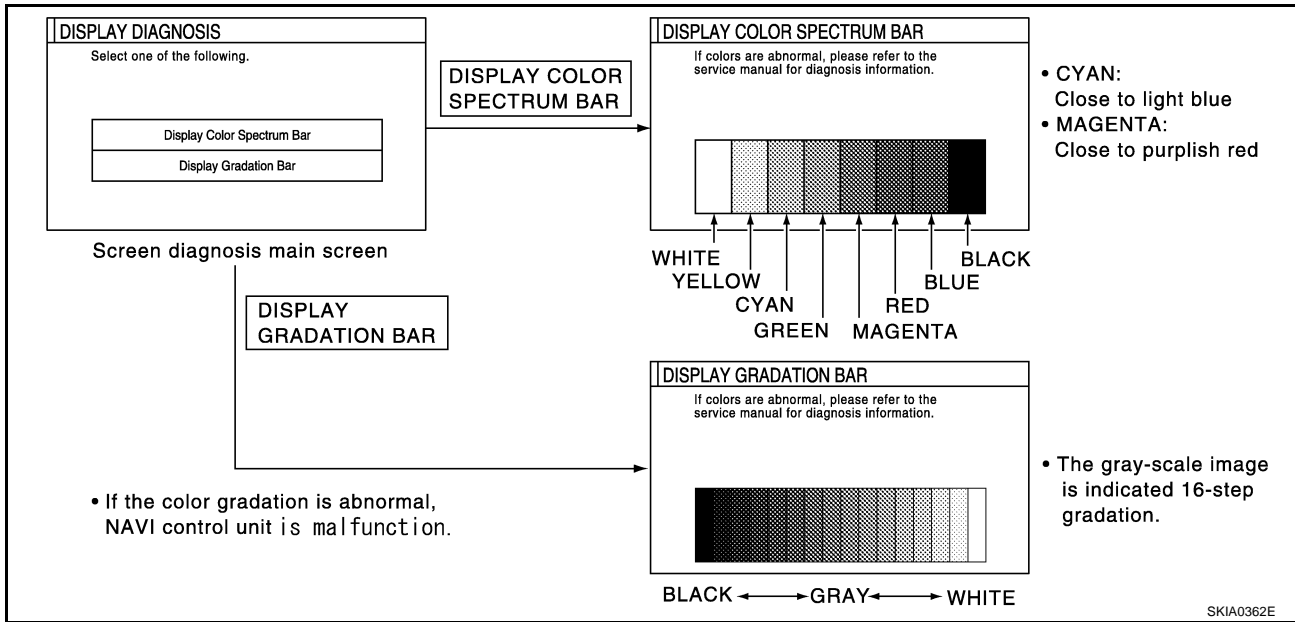 DISPLAY DIAGNOSIS
Select one of the following.
Display Color Spectrum Bar
Display Gradation Bar
Screen diagnosis main screen
DISPLAY COLOR
SPECTRUM BAR
DISPLAY COLOR SPECTRUM BAR
If colors are abnormal, please refer to the
service manual for diagnosis information.
WHITE
YELLOW
CYAN
GREEN
MAGENTA
RED
BLUE
BLACK
• CYAN:
Close to light blue
• MAGENTA:
Close to purplish red
DISPLAY
GRADATION BAR
• If the color gradation is abnormal,
NAVI control unit is malfunction.
DISPLAY GRADATION BAR
If colors are abnormal, please refer to the
service manual for diagnosis information.
BLACK GRAY WHITE
• The gray-scale image
is indicated 16-step
gradation.
SKIA0362E